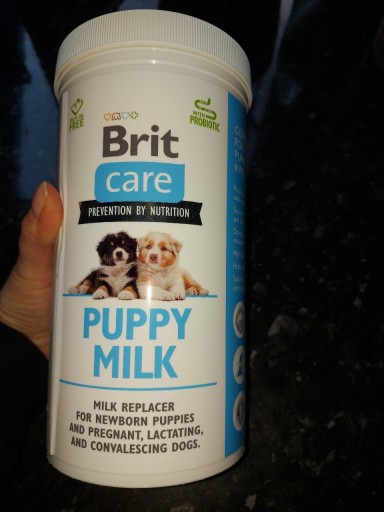 FREE
WITH
PROBIOTIC
Brit
care
PREVENTION BY NUTRITION
PUPPY
MILK
MILK REPLACER
FOR NEWBORN PUPPIES
AND PREGNANT, LACTATING,
AND CONVALESCING DOGS.